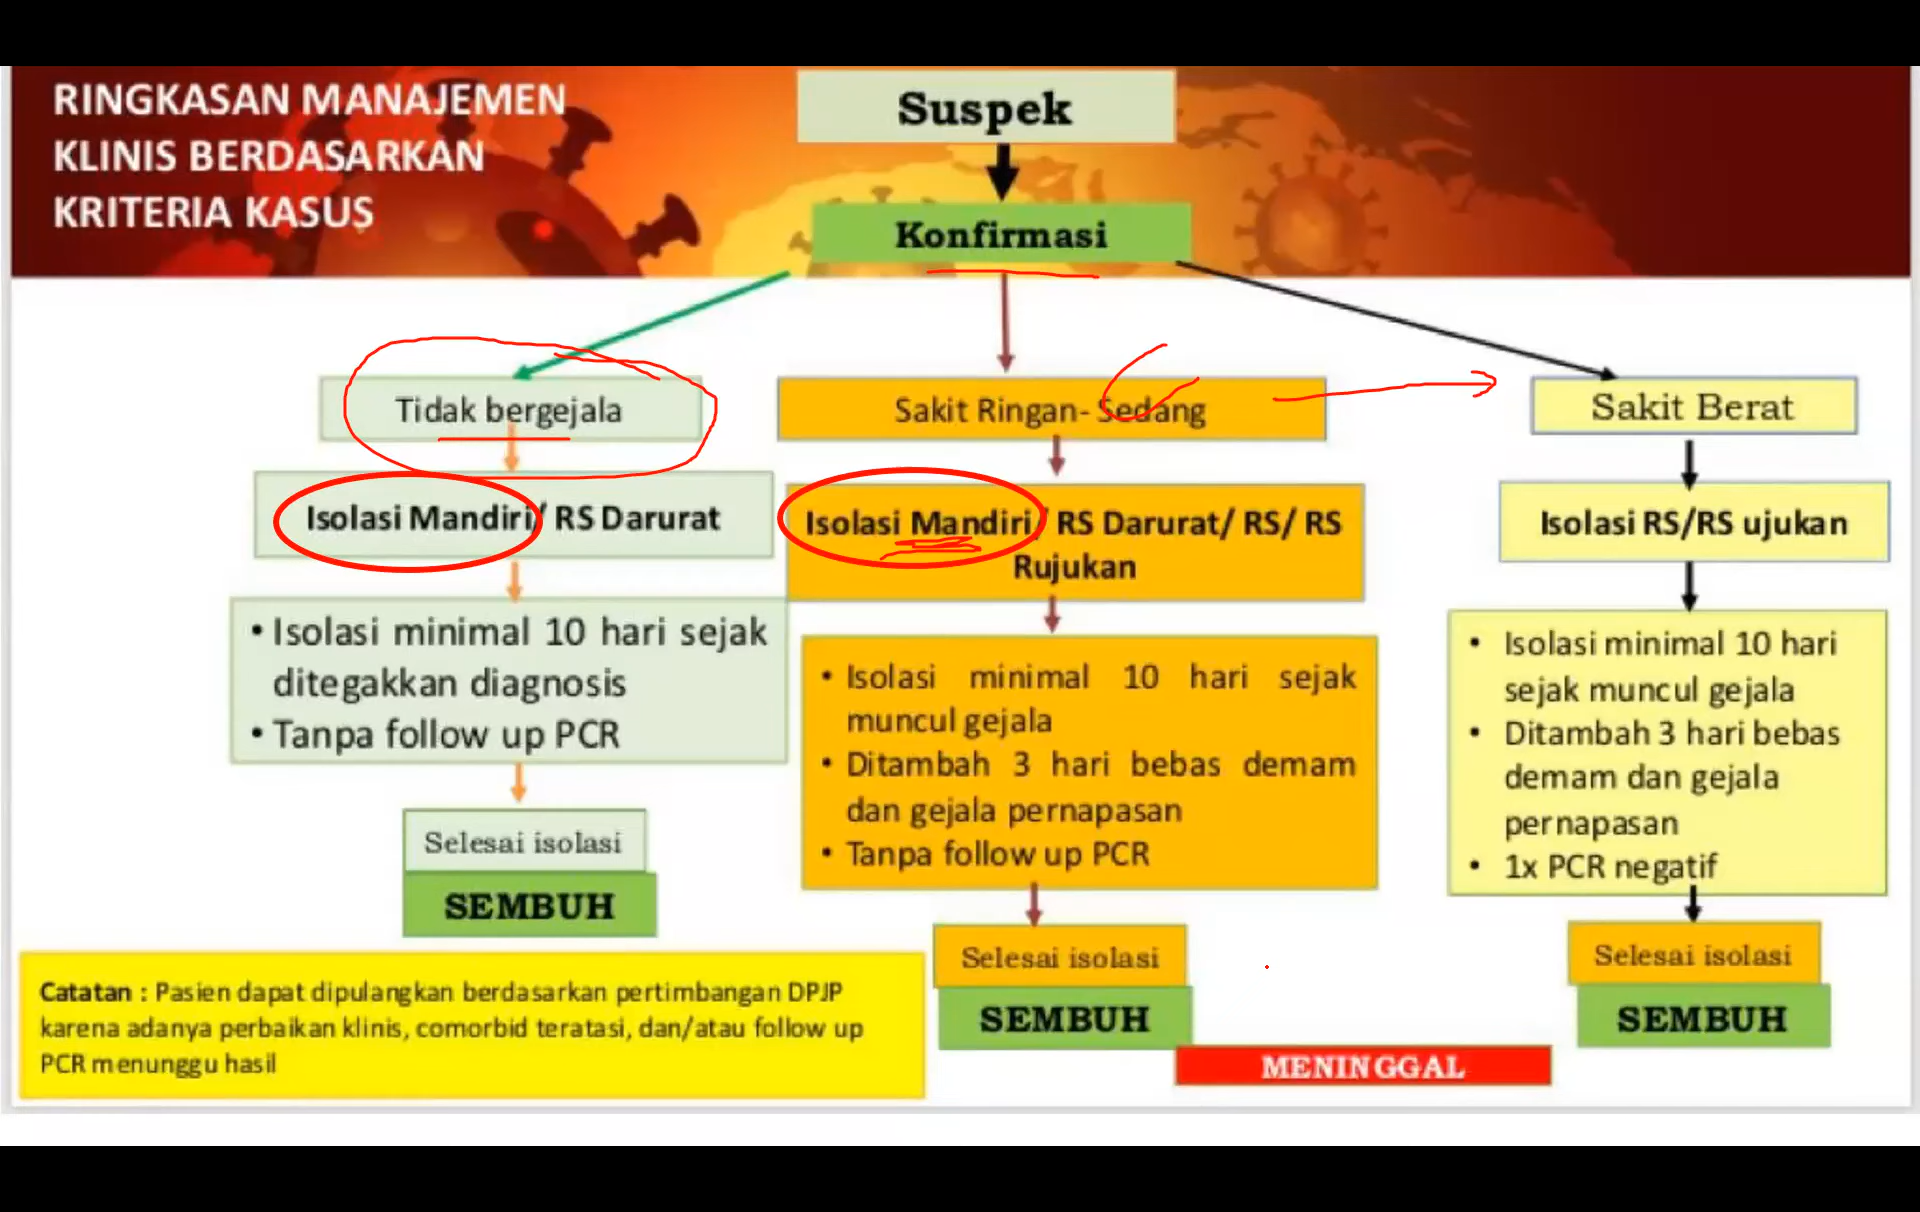 RINGKASAN MANAJEMEN
KLINIS BERDASARKAN
KRITERIA KASUS
Suspek
Konfirmasi
Tidak bergejala
Isolasi Mandiri/ RS Darurat
• Isolasi minimal 10 hari sejak
ditegakkan diagnosis
• Tanpa follow up PCR
Selesai isolasi
SEMBUH
Sakit Ringan- Sedang
Isolasi Mandiri/ RS Darurat/ RS/ RS
Rujukan
• Isolasi minimal 10 hari sejak
muncul gejala
• Ditambah 3 hari bebas demam
dan gejala pernapasan
• Tanpa follow up PCR
Selesai isolasi
SEMBUH
Sakit Berat
Isolasi RS/RS ujukan
• Isolasi minimal 10 hari
sejak muncul gejala
• Ditambah 3 hari bebas
demam dan gejala
pernapasan
• 1x PCR negatif
Selesai isolasi
SEMBUH
MENINGGAL
Catatan : Pasien dapat dipulangkan berdasarkan pertimbangan DPJP
karena adanya perbaikan klinis, comorbid teratasi, dan/atau follow up
PCR menunggu hasil